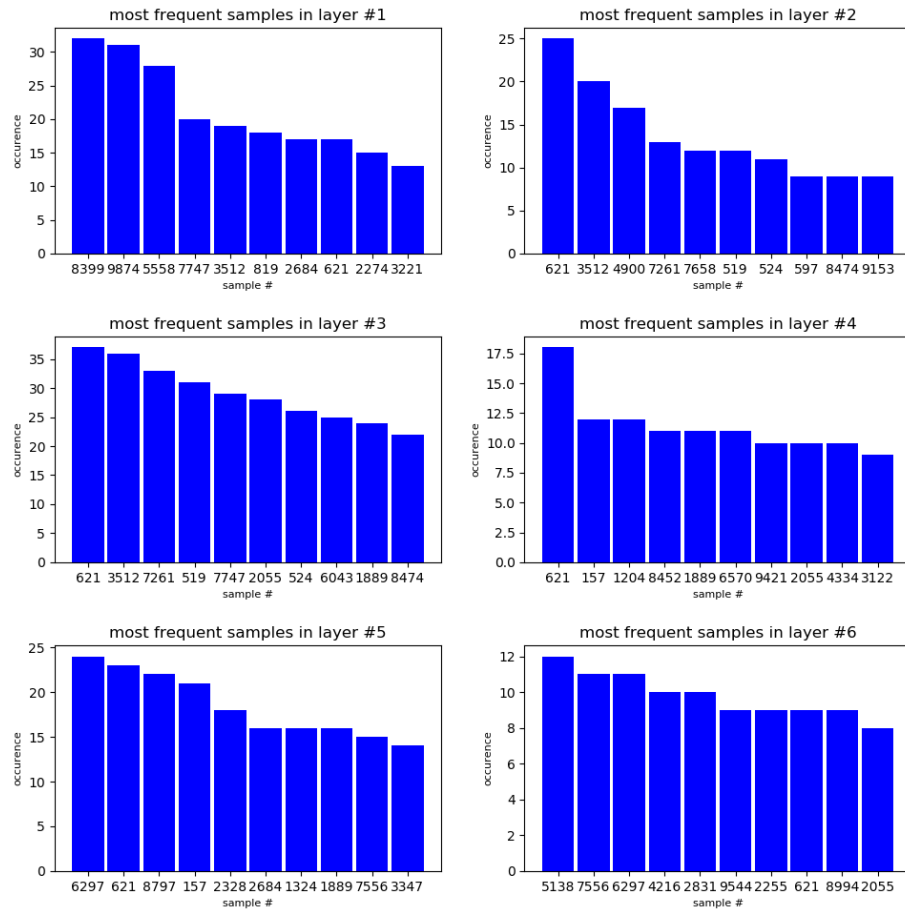 most frequent samples in layer #1
occurence
30
25
20
15
10
5
0
8399 9874 5558 7747 3512 819 2684 621 2274 3221
sample #
most frequent samples in layer #2
occurence
25
20
15
10
5
0
621 3512 4900 7261 7658 519 524 597 8474 9153
sample #
most frequent samples in layer #3
occurence
35
30
25
20
15
10
5
0
621 3512 7261 519 7747 2055 524 6043 1889 8474
sample #
most frequent samples in layer #4
occurence
17.5
15.0
12.5
10.0
7.5
5.0
2.5
0.0
621 157 1204 8452 1889 6570 9421 2055 4334 3122
sample #
most frequent samples in layer #5
occurence
25
20
15
10
5
0
6297 621 8797 157 2328 2684 1324 1889 7556 3347
sample #
most frequent samples in layer #6
occurence
12
10
8
6
4
2
0
5138 7556 6297 4216 2831 9544 2255 621 8994 2055
sample #